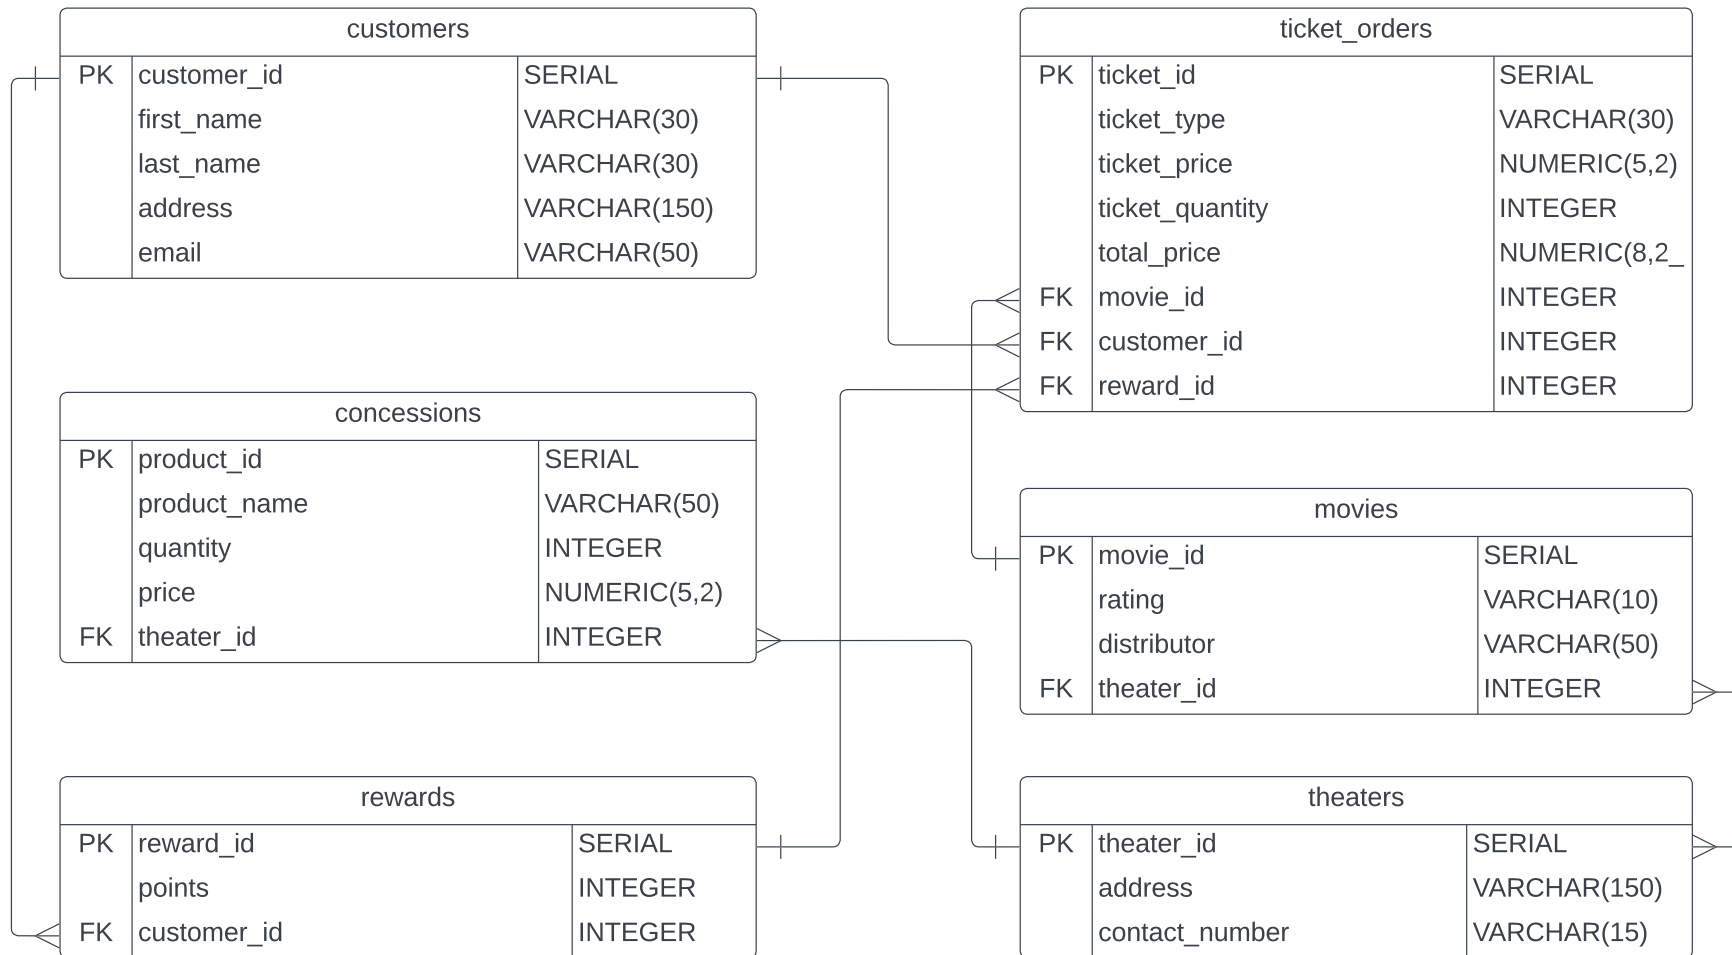 customers
PK customer_id SERIAL
first_name VARCHAR(30)
last_name VARCHAR(30)
address VARCHAR(150)
email VARCHAR(50)
ticket_orders
PK ticket_id SERIAL
ticket_type VARCHAR(30)
ticket_price NUMERIC(5,2)
ticket_quantity INTEGER
total_price NUMERIC(8,2_
FK movie_id INTEGER
FK customer_id INTEGER
FK reward_id INTEGER
concessions
PK product_id SERIAL
product_name VARCHAR(50)
quantity INTEGER
price NUMERIC(5,2)
FK theater_id INTEGER
movies
PK movie_id SERIAL
rating VARCHAR(10)
distributor VARCHAR(50)
FK theater_id INTEGER
rewards
PK reward_id SERIAL
points INTEGER
FK customer_id INTEGER
theaters
PK theater_id SERIAL
address VARCHAR(150)
contact_number VARCHAR(15)